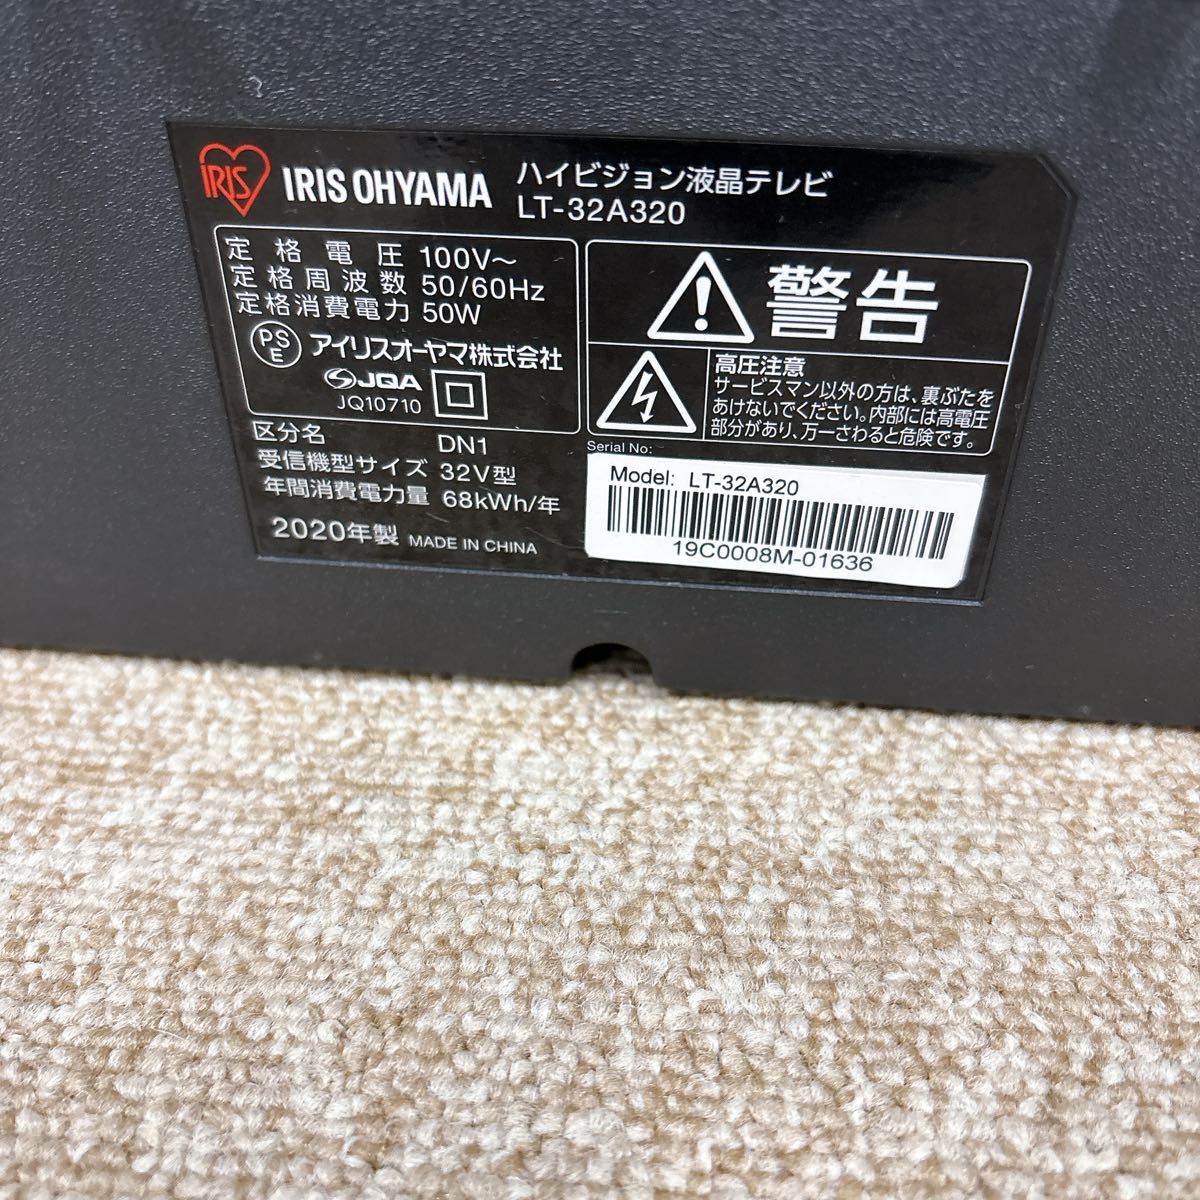 IRIS IRIS OHYAMA
ハイビジョン液晶テレビ
LT-32A320
定格電圧 100V～
定格周波数 50/60Hz
定格消費電力 50W
PSE アイリスオーヤマ株式会社
JQA
JQ10710
区分名 DN1
受信機型サイズ 32V型
年間消費電力量 68kWh/年
2020年製 MADE IN CHINA
警告
高圧注意
サービスマン以外の方は、裏ぶたを
あけないでください。内部には高電圧
部分があり、万一さわると危険です。
Serial No:
Model: LT-32A320
19C0008M-01636